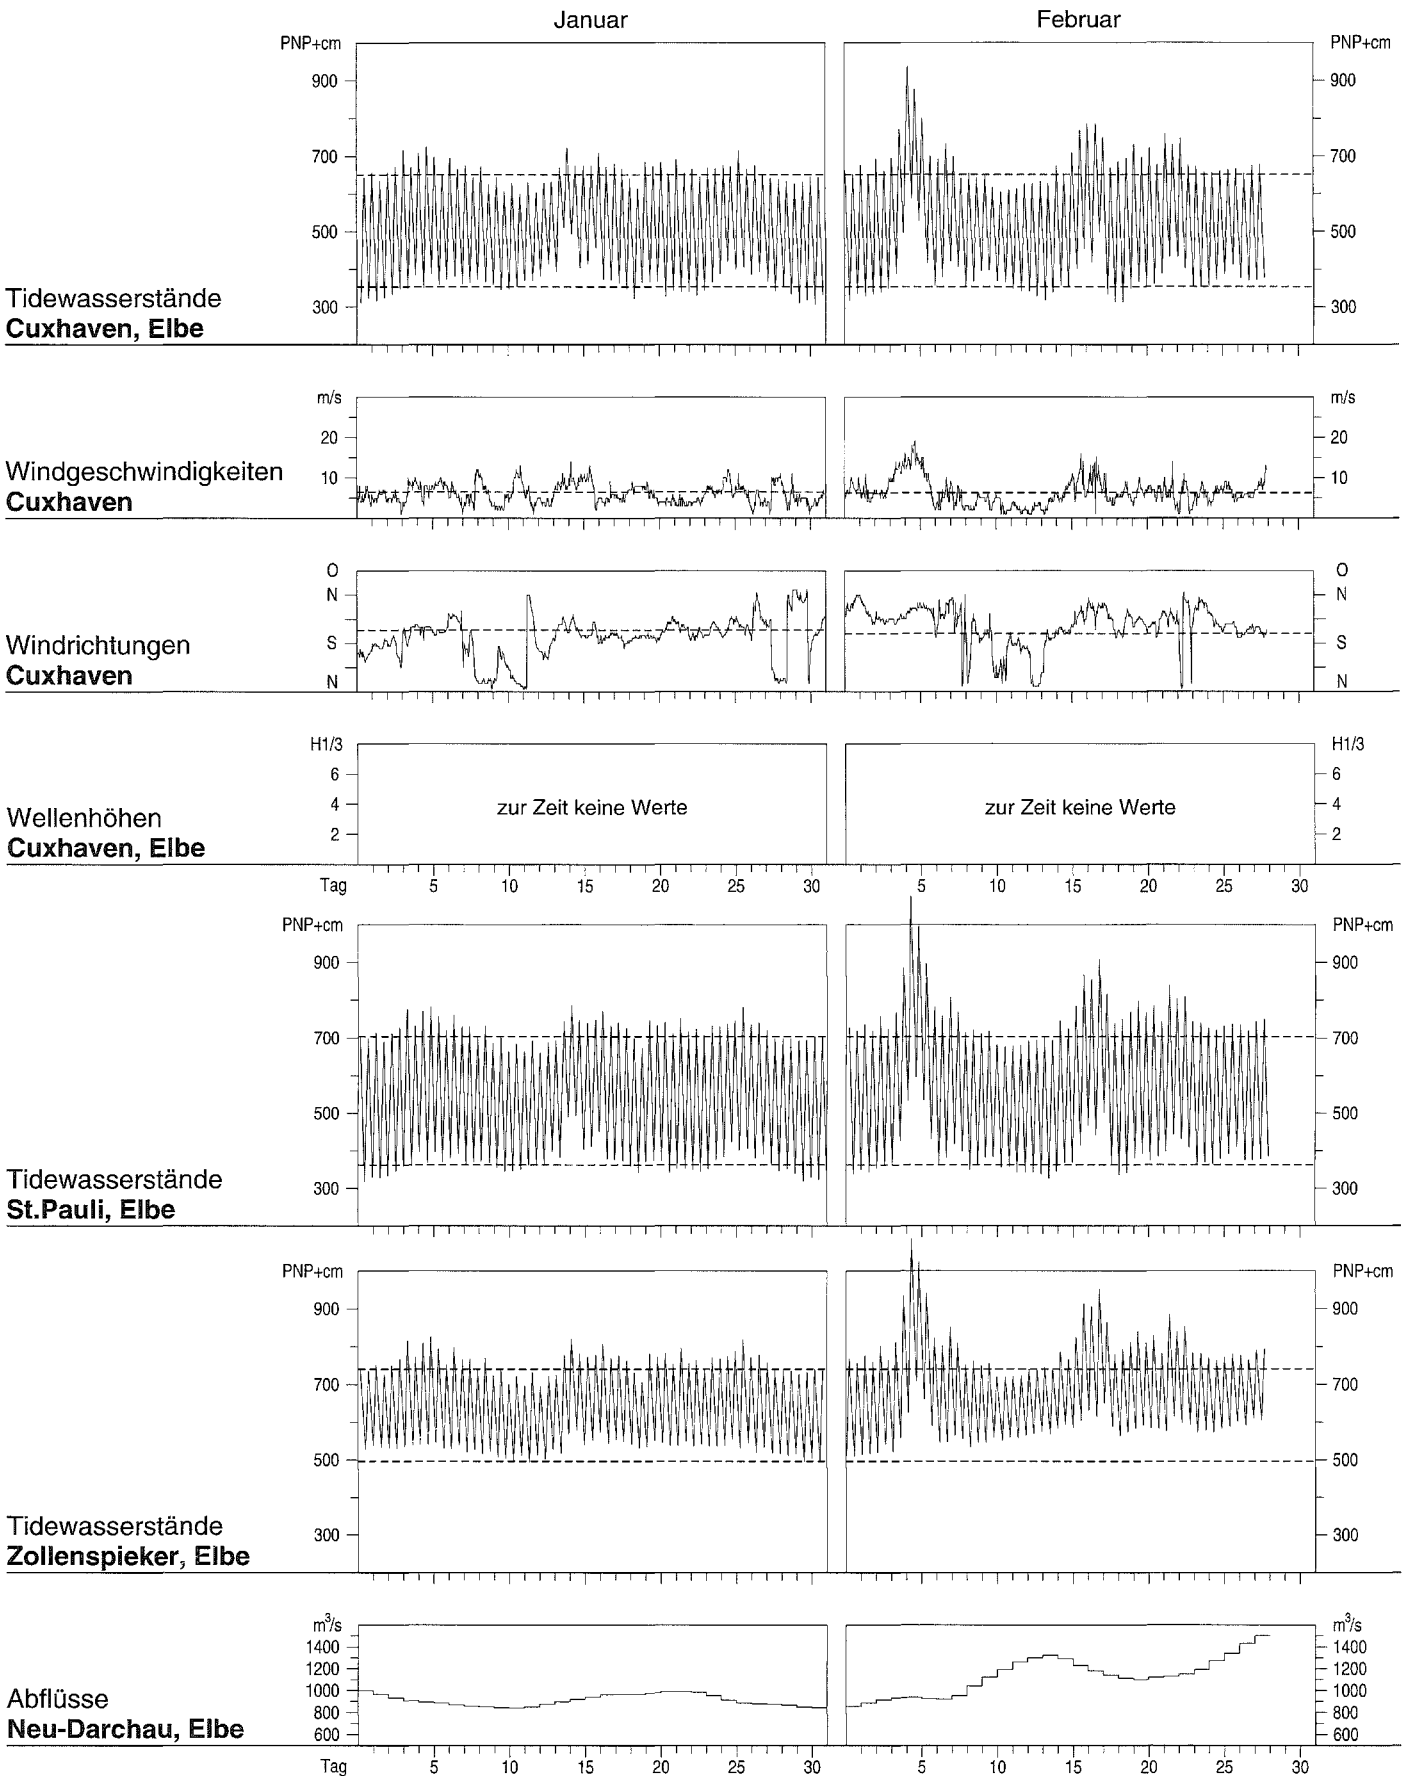 Januar Februar
PNP+cm PNP+cm
900 900
700 700
500 500
300 300
Tidewasserstände
Cuxhaven, Elbe
m/s m/s
20 20
10 10
Windgeschwindigkeiten
Cuxhaven
O O
N N
S S
N N
Windrichtungen
Cuxhaven
H1/3 H1/3
6 6
4 4
2 2
zur Zeit keine Werte zur Zeit keine Werte
Wellenhöhen
Cuxhaven, Elbe
Tag 5 10 15 20 25 30 5 10 15 20 25 30
PNP+cm PNP+cm
900 900
700 700
500 500
300 300
Tidewasserstände
St.Pauli, Elbe
PNP+cm PNP+cm
900 900
700 700
500 500
300 300
Tidewasserstände
Zollenspieker, Elbe
m³/s m³/s
1400 1400
1200 1200
1000 1000
800 800
600 600
Abflüsse
Neu-Darchau, Elbe
Tag 5 10 15 20 25 30 5 10 15 20 25 30